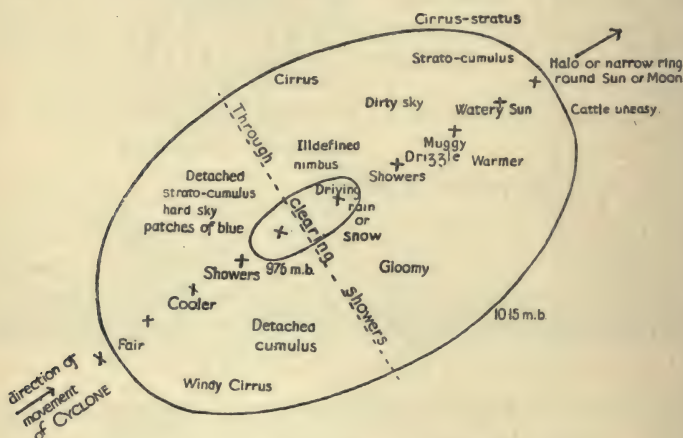 Cirrus-stratus
Strato-cumulus
Halo or narrow ring
round Sun or Moon
Cirrus
Dirty sky
Watery Sun
Cattle uneasy.
Through clearing showers
Illdefined
nimbus
Muggy
Drizzle
Warmer
Showers
Detached
strato-cumulus
hard sky
patches of blue
Driving
rain
or
snow
Showers
975 m.b.
Gloomy
Cooler
1015 m.b.
Fair
Detached
cumulus
Windy Cirrus
direction of
movement
of CYCLONE